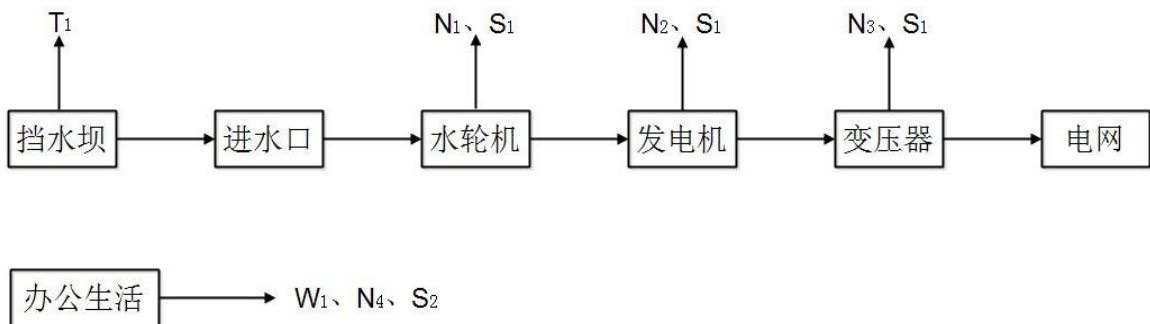 T₁ N₁、S₁ N₂、S₁ N₃、S₁
挡水坝 进水口 水轮机 发电机 变压器 电网
办公生活 W₁、N₄、S₂